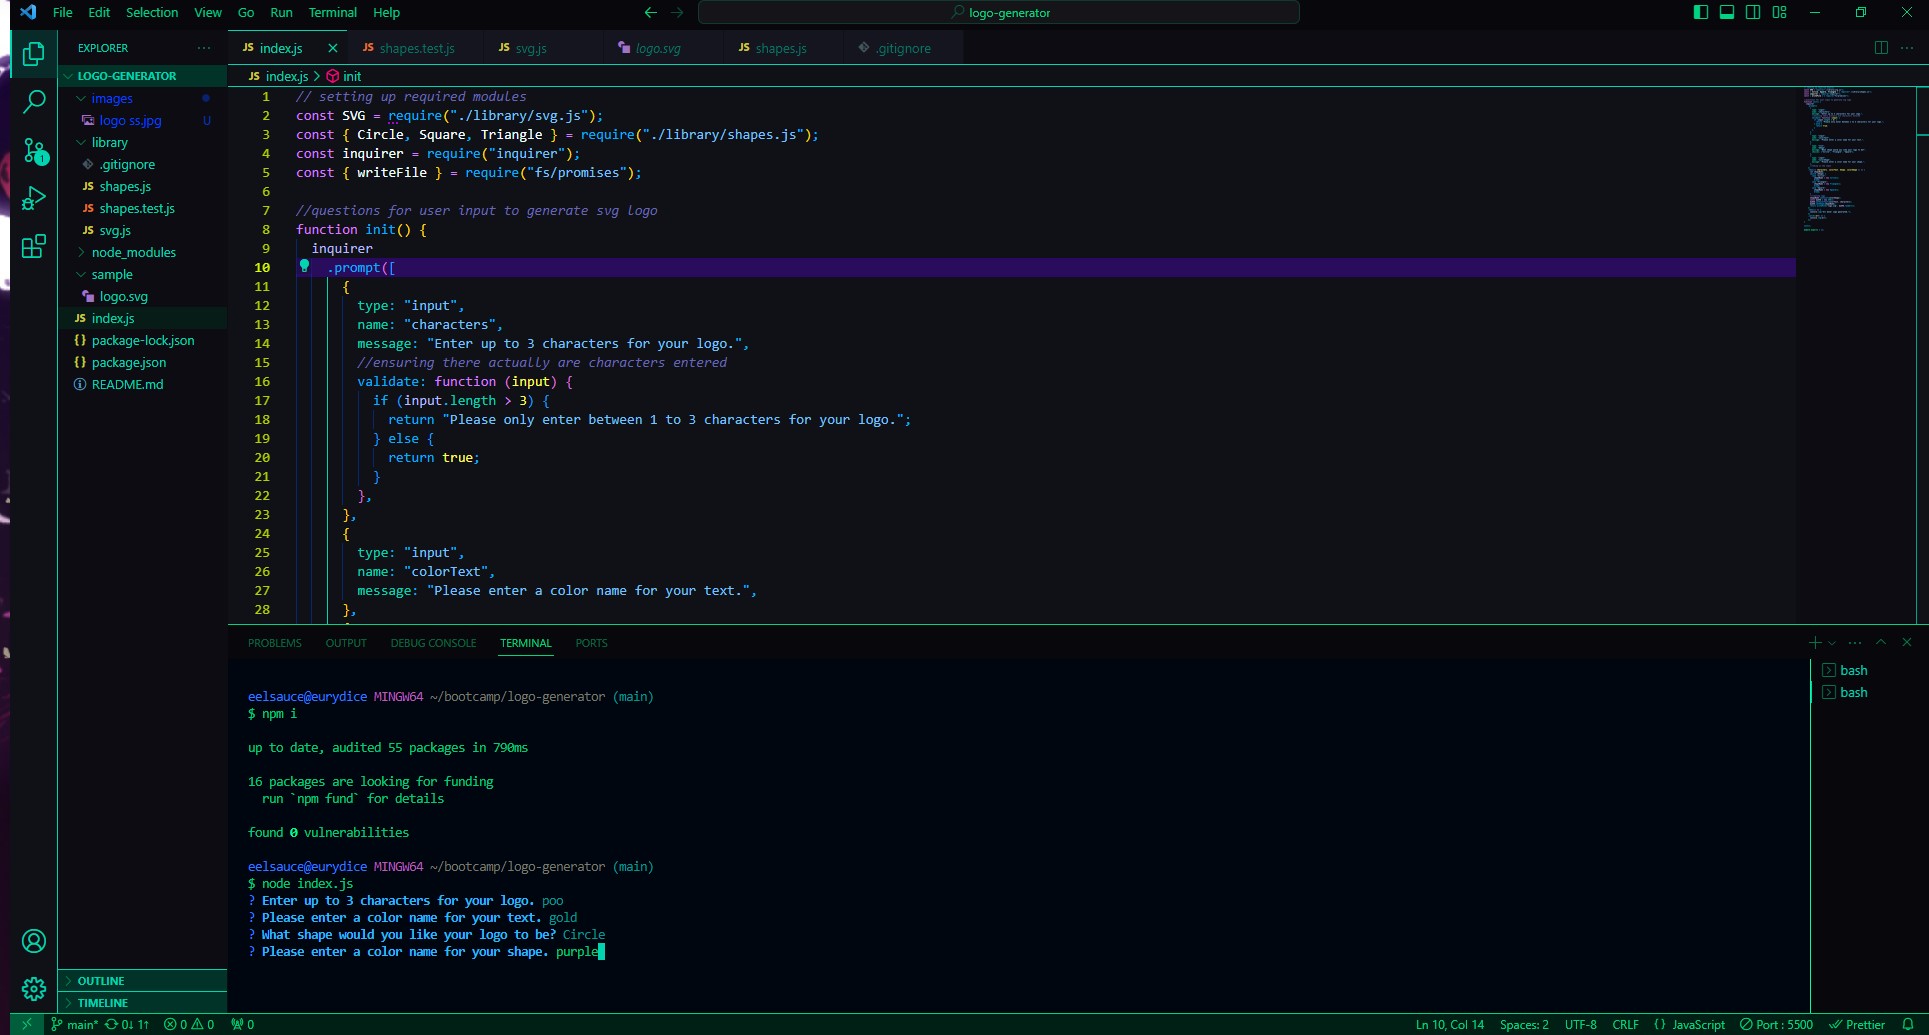 File Edit Selection View Go Run Terminal Help
logo-generator
EXPLORER
LOGO-GENERATOR
images
logo ss.jpg U
library
.gitignore
shapes.js
shapes.test.js
svg.js
node_modules
sample
logo.svg
index.js
package-lock.json
package.json
README.md
OUTLINE
TIMELINE
1
JS index.js JS shapes.test.js JS svg.js logo.svg JS shapes.js .gitignore
JS index.js > init
1 // setting up required modules
2 const SVG = require("./library/svg.js");
3 const { Circle, Square, Triangle } = require("./library/shapes.js");
4 const inquirer = require("inquirer");
5 const { writeFile } = require("fs/promises");
6
7 //questions for user input to generate svg logo
8 function init() {
9 inquirer
10 .prompt([
11 {
12 type: "input",
13 name: "characters",
14 message: "Enter up to 3 characters for your logo.",
15 //ensuring there actually are characters entered
16 validate: function (input) {
17 if (input.length > 3) {
18 return "Please only enter between 1 to 3 characters for your logo.";
19 } else {
20 return true;
21 }
22 },
23 },
24 {
25 type: "input",
26 name: "colorText",
27 message: "Please enter a color name for your text.",
28 },
PROBLEMS OUTPUT DEBUG CONSOLE TERMINAL PORTS
bash
bash
eelsauce@eurydice MINGW64 ~/bootcamp/logo-generator (main)
$ npm i
up to date, audited 55 packages in 790ms
16 packages are looking for funding
run `npm fund` for details
found 0 vulnerabilities
eelsauce@eurydice MINGW64 ~/bootcamp/logo-generator (main)
$ node index.js
? Enter up to 3 characters for your logo. poo
? Please enter a color name for your text. gold
? What shape would you like your logo to be? Circle
? Please enter a color name for your shape. purple
main* 0↓ 1↑ 0 0 0 Ln 10, Col 14 Spaces: 2 UTF-8 CRLF {} JavaScript Port : 5500 Prettier